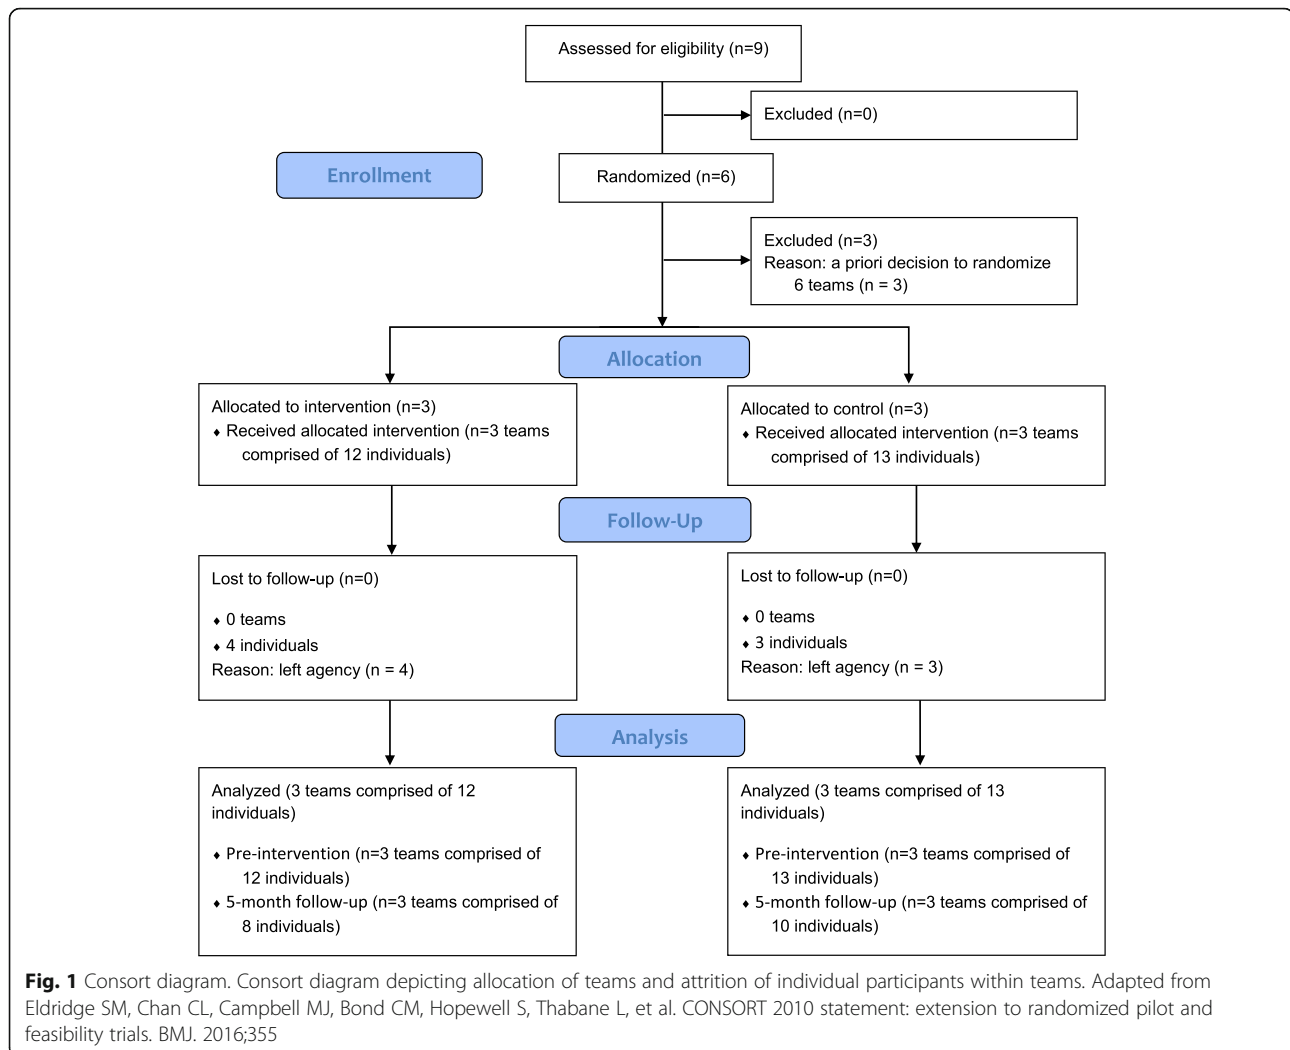 Assessed for eligibility (n=9)
Excluded (n=0)
Enrollment
Randomized (n=6)
Excluded (n=3)
Reason: a priori decision to randomize
6 teams (n = 3)
Allocation
Allocated to intervention (n=3)
♦ Received allocated intervention (n=3 teams
comprised of 12 individuals)
Allocated to control (n=3)
♦ Received allocated intervention (n=3 teams
comprised of 13 individuals)
Follow-Up
Lost to follow-up (n=0)
♦ 0 teams
♦ 4 individuals
Reason: left agency (n = 4)
Lost to follow-up (n=0)
♦ 0 teams
♦ 3 individuals
Reason: left agency (n = 3)
Analysis
Analyzed (3 teams comprised of 12
individuals)
♦ Pre-intervention (n=3 teams comprised of
12 individuals)
♦ 5-month follow-up (n=3 teams comprised of
8 individuals)
Analyzed (3 teams comprised of 13
individuals)
♦ Pre-intervention (n=3 teams comprised of
13 individuals)
♦ 5-month follow-up (n=3 teams comprised of
10 individuals)
Fig. 1 Consort diagram. Consort diagram depicting allocation of teams and attrition of individual participants within teams. Adapted from
Eldridge SM, Chan CL, Campbell MJ, Bond CM, Hopewell S, Thabane L, et al. CONSORT 2010 statement: extension to randomized pilot and
feasibility trials. BMJ. 2016;355